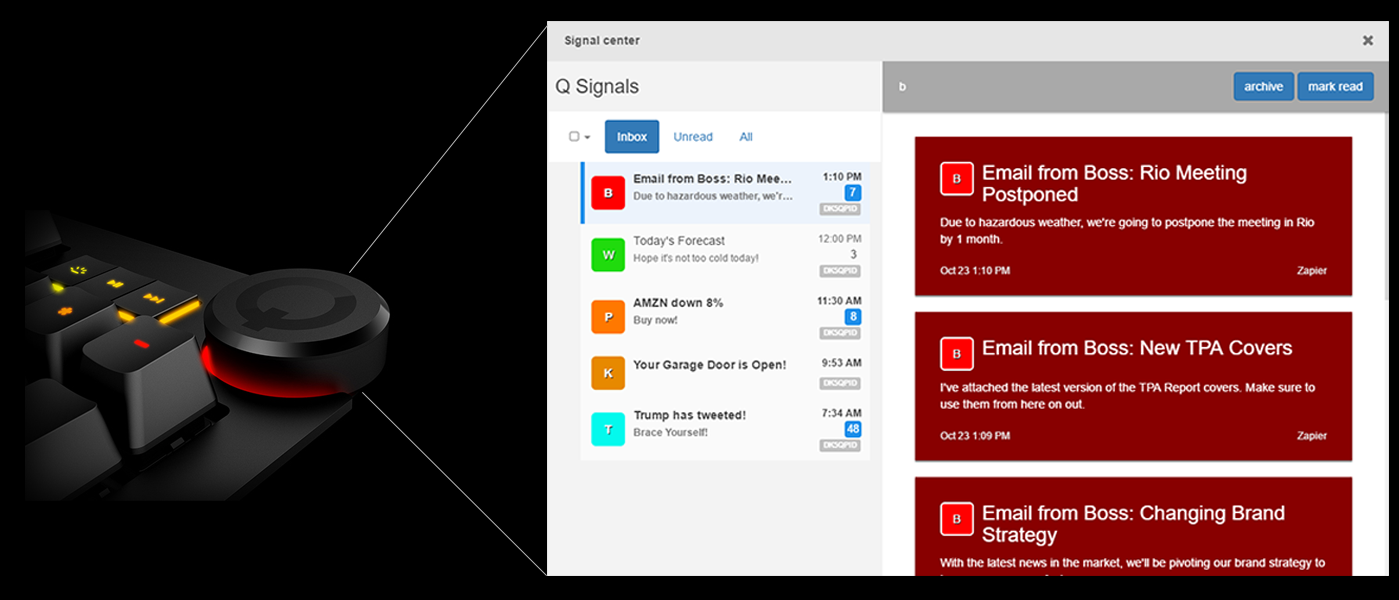 Signal center
Q Signals
Inbox
Unread
All
B
Email from Boss: Rio Mee...
1:10 PM
Due to hazardous weather, we'r...
7
DK5QPID
W
Today's Forecast
12:00 PM
Hope it's not too cold today!
3
DK5QPID
P
AMZN down 8%
11:30 AM
Buy now!
8
DK5QPID
K
Your Garage Door is Open!
9:53 AM
DK5QPID
T
Trump has tweeted!
7:34 AM
Brace Yourself!
48
DK5QPID
b
archive
mark read
B
Email from Boss: Rio Meeting
Postponed
Due to hazardous weather, we're going to postpone the meeting in Rio
by 1 month.
Oct 23 1:10 PM
Zapier
B
Email from Boss: New TPA Covers
I've attached the latest version of the TPA Report covers. Make sure to
use them from here on out.
Oct 23 1:09 PM
Zapier
B
Email from Boss: Changing Brand
Strategy
With the latest news in the market, we'll be pivoting our brand strategy to